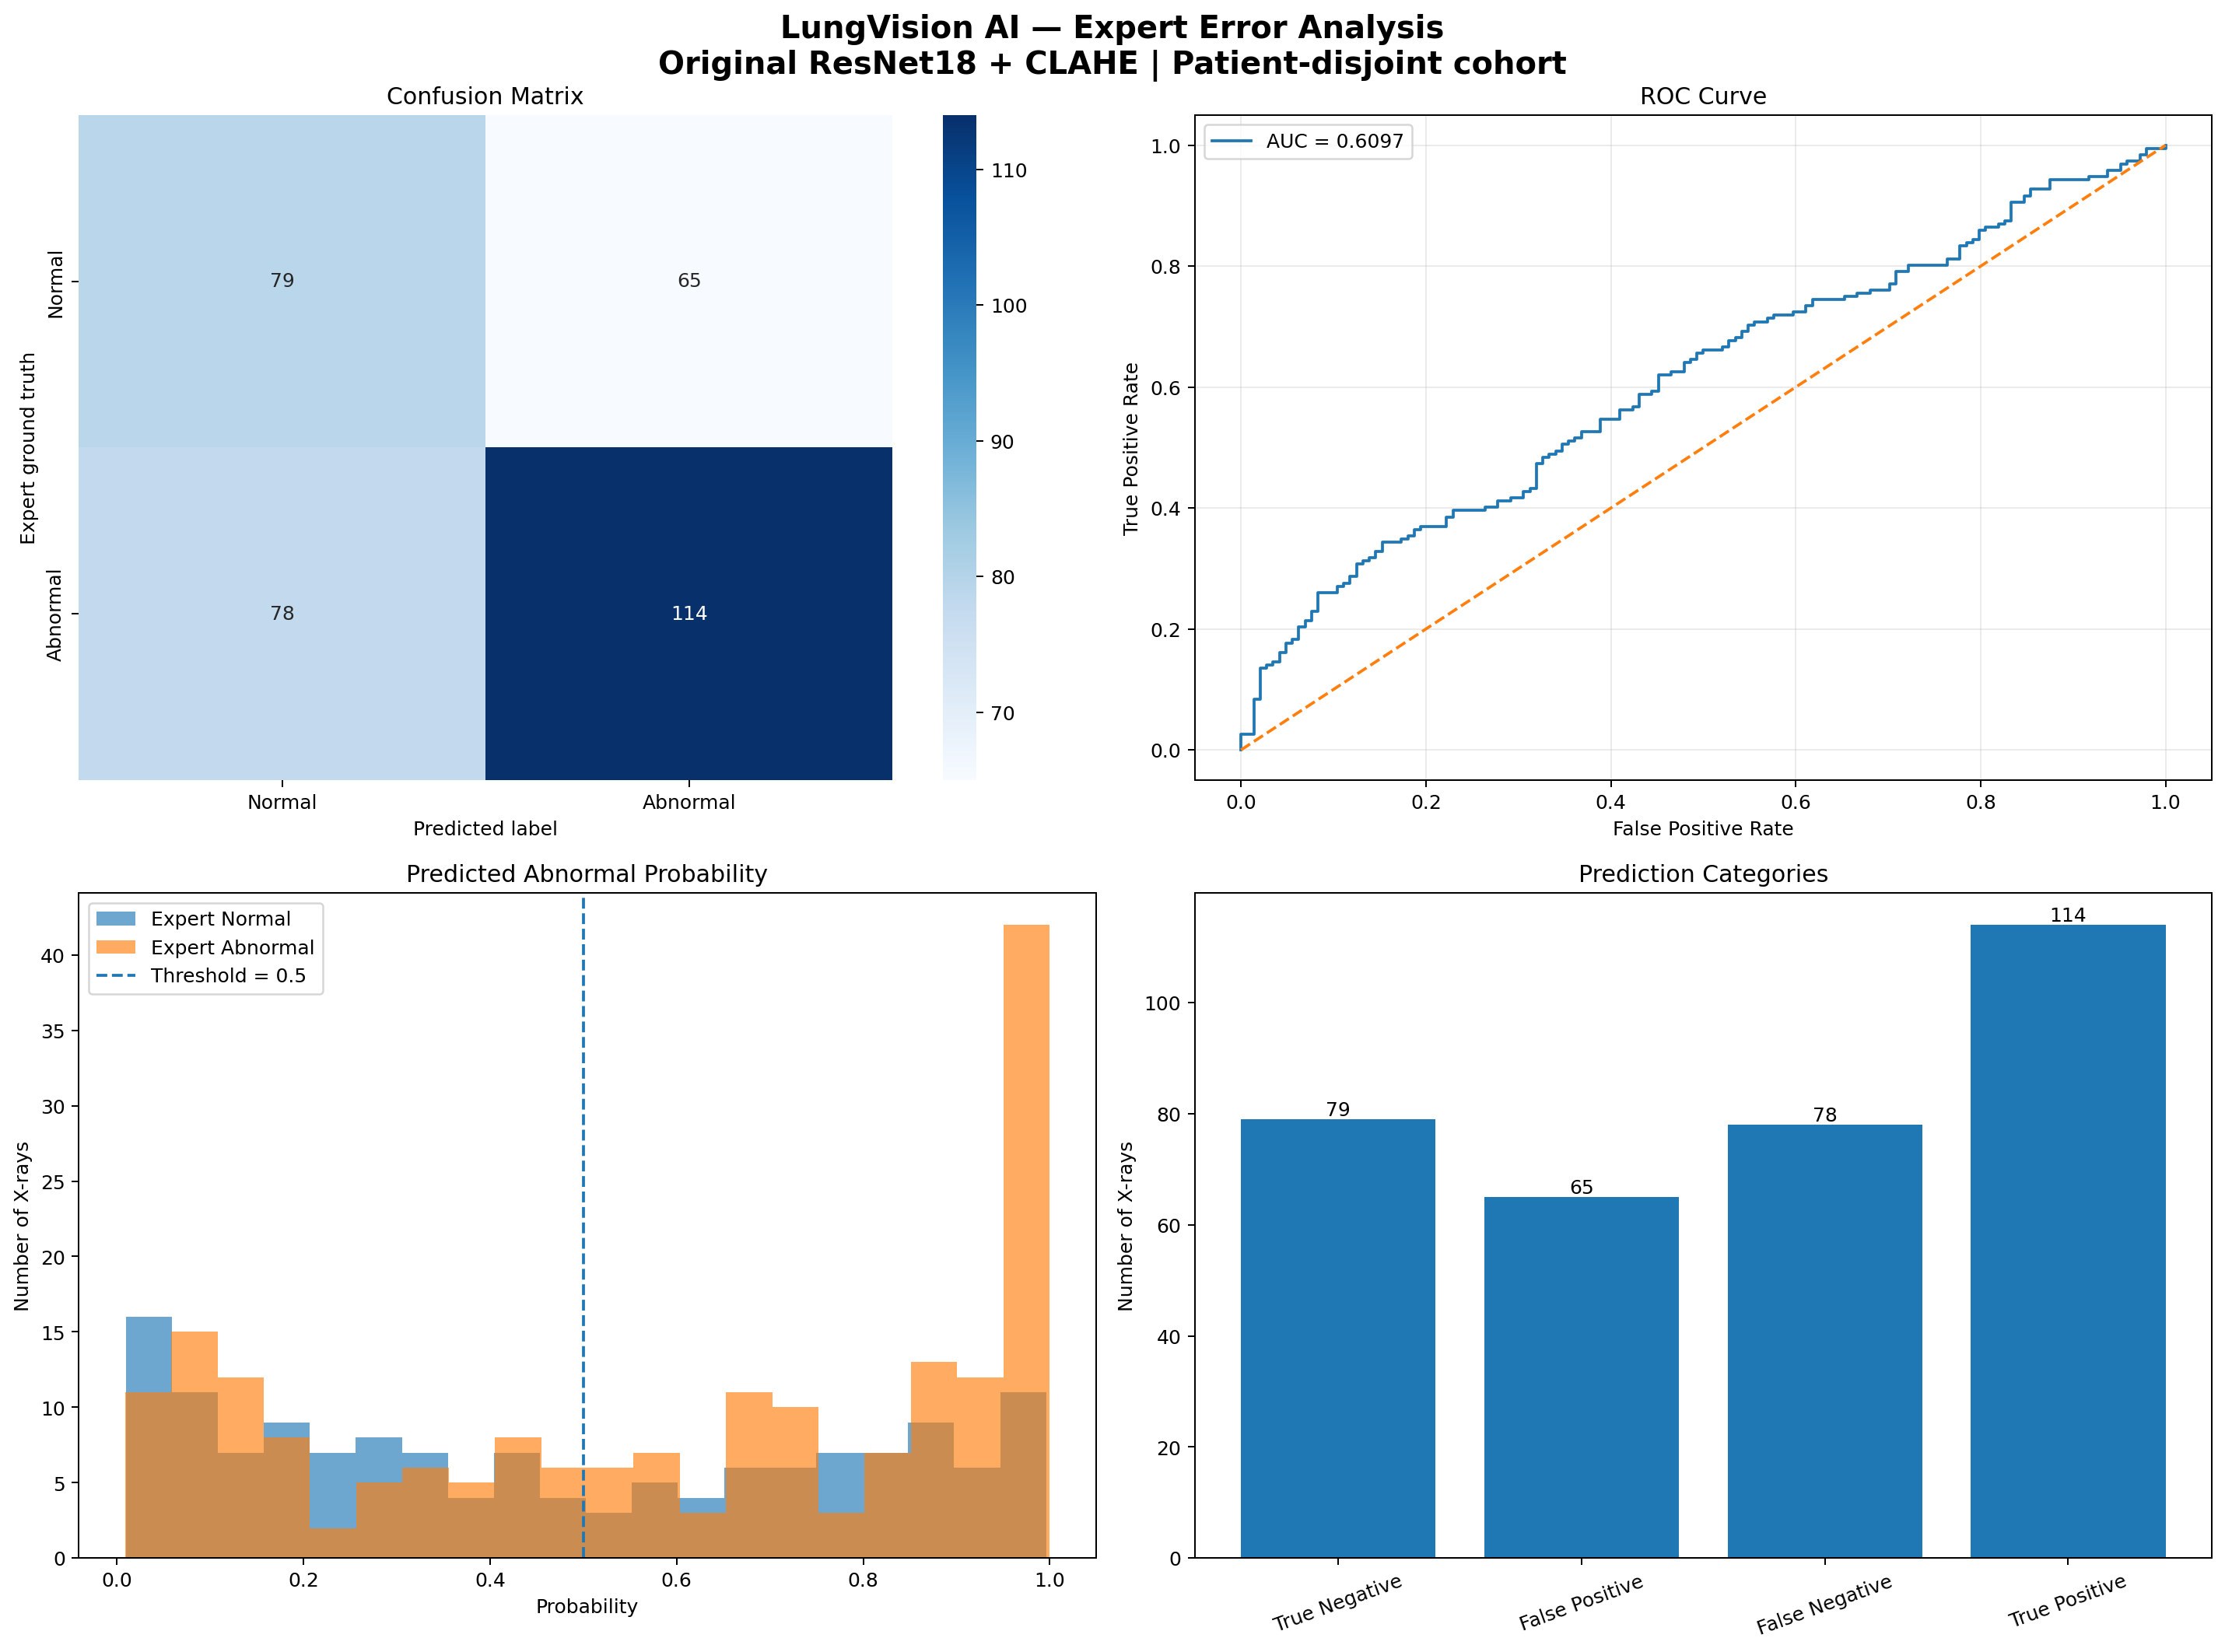 LungVision AI — Expert Error Analysis
Original ResNet18 + CLAHE | Patient-disjoint cohort
Confusion Matrix
Expert ground truth
Normal
Abnormal
79
65
78
114
Normal
Abnormal
Predicted label
110
100
90
80
70
ROC Curve
AUC = 0.6097
True Positive Rate
1.0
0.8
0.6
0.4
0.2
0.0
0.0
0.2
0.4
0.6
0.8
1.0
False Positive Rate
Predicted Abnormal Probability
Expert Normal
Expert Abnormal
Threshold = 0.5
Number of X-rays
40
35
30
25
20
15
10
5
0
0.0
0.2
0.4
0.6
0.8
1.0
Probability
Prediction Categories
Number of X-rays
100
80
60
40
20
0
79
65
78
114
True Negative
False Positive
False Negative
True Positive